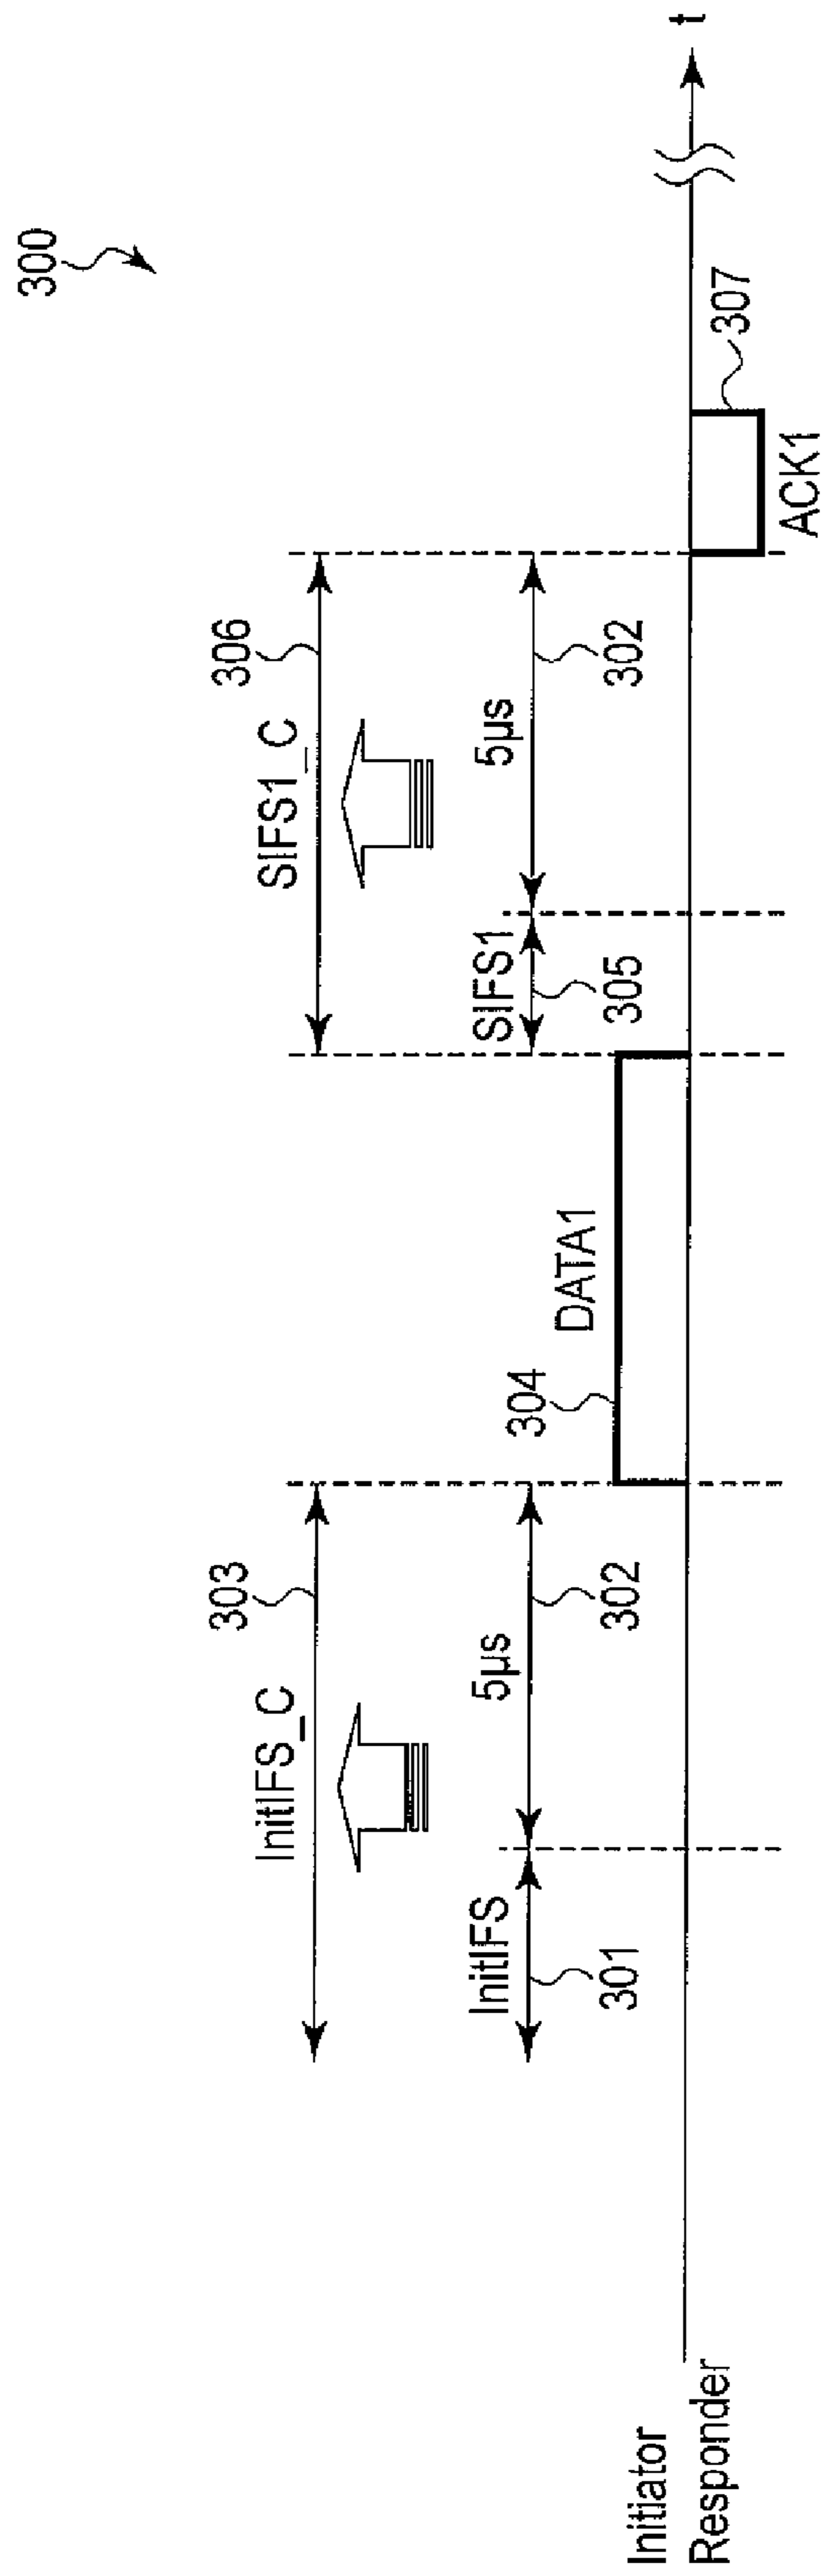 300
303
InitIFS_C
306
SIFS1_C
InitIFS
5µs
SIFS1
5µs
301
302
304
DATA1
305
302
Initiator
Responder
307
ACK1
t